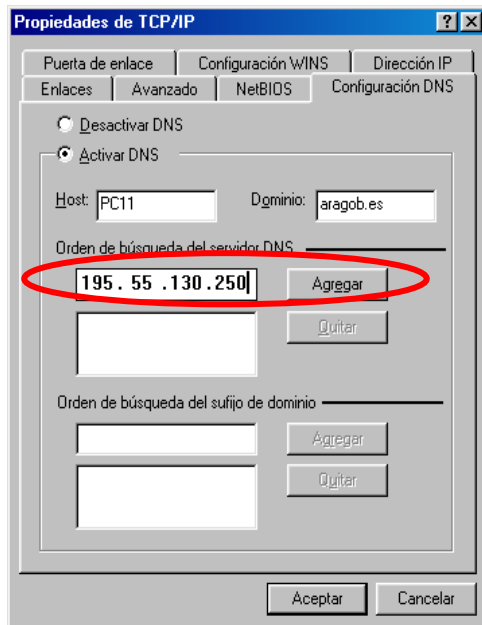 Propiedades de TCP/IP ? ×
Puerta de enlace Configuración WINS Dirección IP
Enlaces Avanzado NetBIOS Configuración DNS
Desactivar DNS
Activar DNS
Host: PC11 Dominio: aragob.es
Orden de búsqueda del servidor DNS
195. 55 .130.250 Agregar
Quitar
Orden de búsqueda del sufijo de dominio
Agregar
Quitar
Aceptar Cancelar